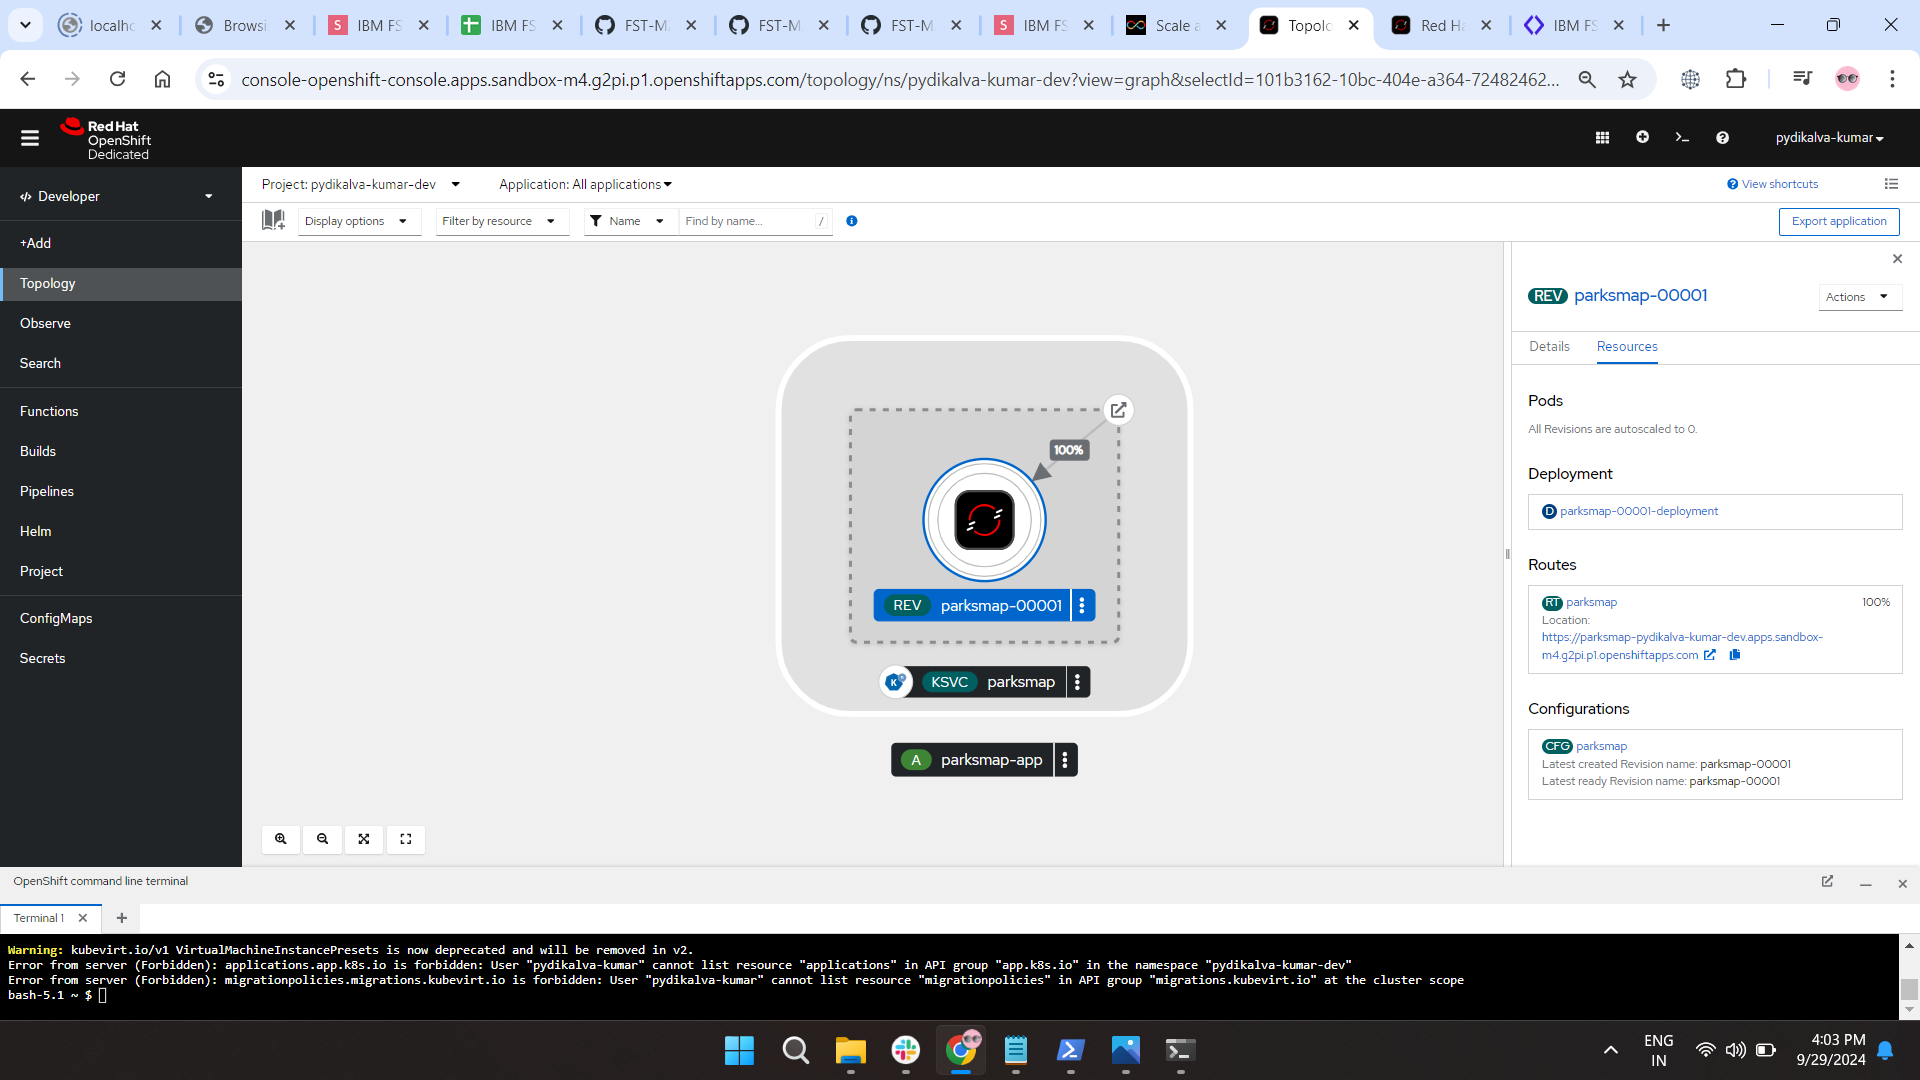 localho
Browsi
IBM FS
IBM FS
FST-M
FST-M
FST-M
IBM FS
Scale a
Topolo
Red Ha
IBM FS
console-openshift-console.apps.sandbox-m4.g2pi.p1.openshiftapps.com/topology/ns/pydikalva-kumar-dev?view=graph&selectId=101b3162-10bc-404e-a364-72482462...
Red Hat
OpenShift
Dedicated
pydikalva-kumar
Developer
+Add
Topology
Observe
Search
Functions
Builds
Pipelines
Helm
Project
ConfigMaps
Secrets
Project: pydikalva-kumar-dev
Application: All applications
View shortcuts
Display options
Filter by resource
Name
Find by name...
/
Export application
100%
REV parksmap-00001
KSVC parksmap
A parksmap-app
REV parksmap-00001
Actions
Details
Resources
Pods
All Revisions are autoscaled to 0.
Deployment
D parksmap-00001-deployment
Routes
RT parksmap 100%
Location:
https://parksmap-pydikalva-kumar-dev.apps.sandbox-
m4.g2pi.p1.openshiftapps.com
Configurations
CFG parksmap
Latest created Revision name: parksmap-00001
Latest ready Revision name: parksmap-00001
OpenShift command line terminal
Terminal 1
Warning: kubevirt.io/v1 VirtualMachineInstancePresets is now deprecated and will be removed in v2.
Error from server (Forbidden): applications.app.k8s.io is forbidden: User "pydikalva-kumar" cannot list resource "applications" in API group "app.k8s.io" in the namespace "pydikalva-kumar-dev"
Error from server (Forbidden): migrationpolicies.migrations.kubevirt.io is forbidden: User "pydikalva-kumar" cannot list resource "migrationpolicies" in API group "migrations.kubevirt.io" at the cluster scope
bash-5.1 ~ $
ENG
IN
4:03 PM
9/29/2024